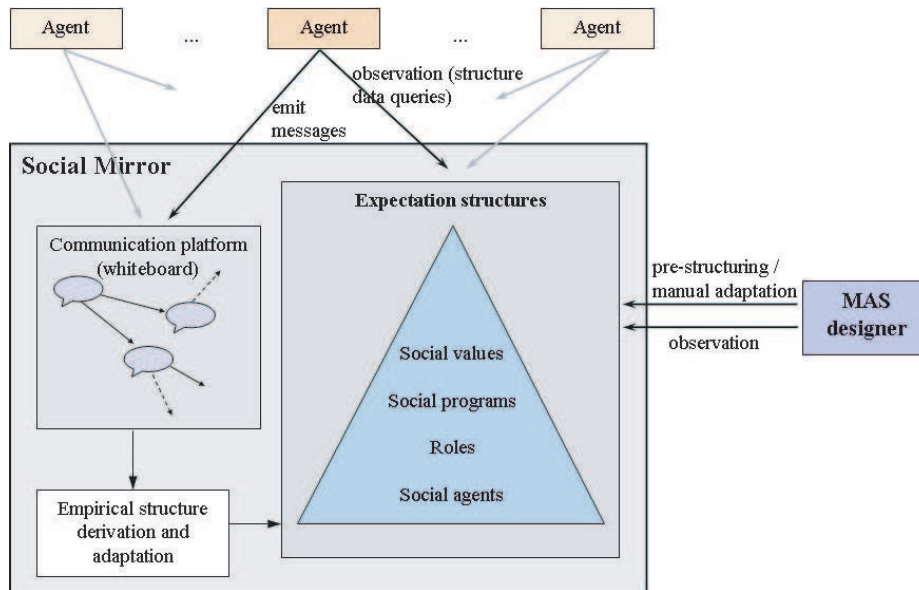 Agent
...
Agent
...
Agent
observation (structure
data queries)
emit
messages
Social Mirror
Expectation structures
Communication platform
(whiteboard)
pre-structuring /
manual adaptation
MAS
designer
observation
Social values
Social programs
Roles
Social agents
Empirical structure
derivation and
adaptation